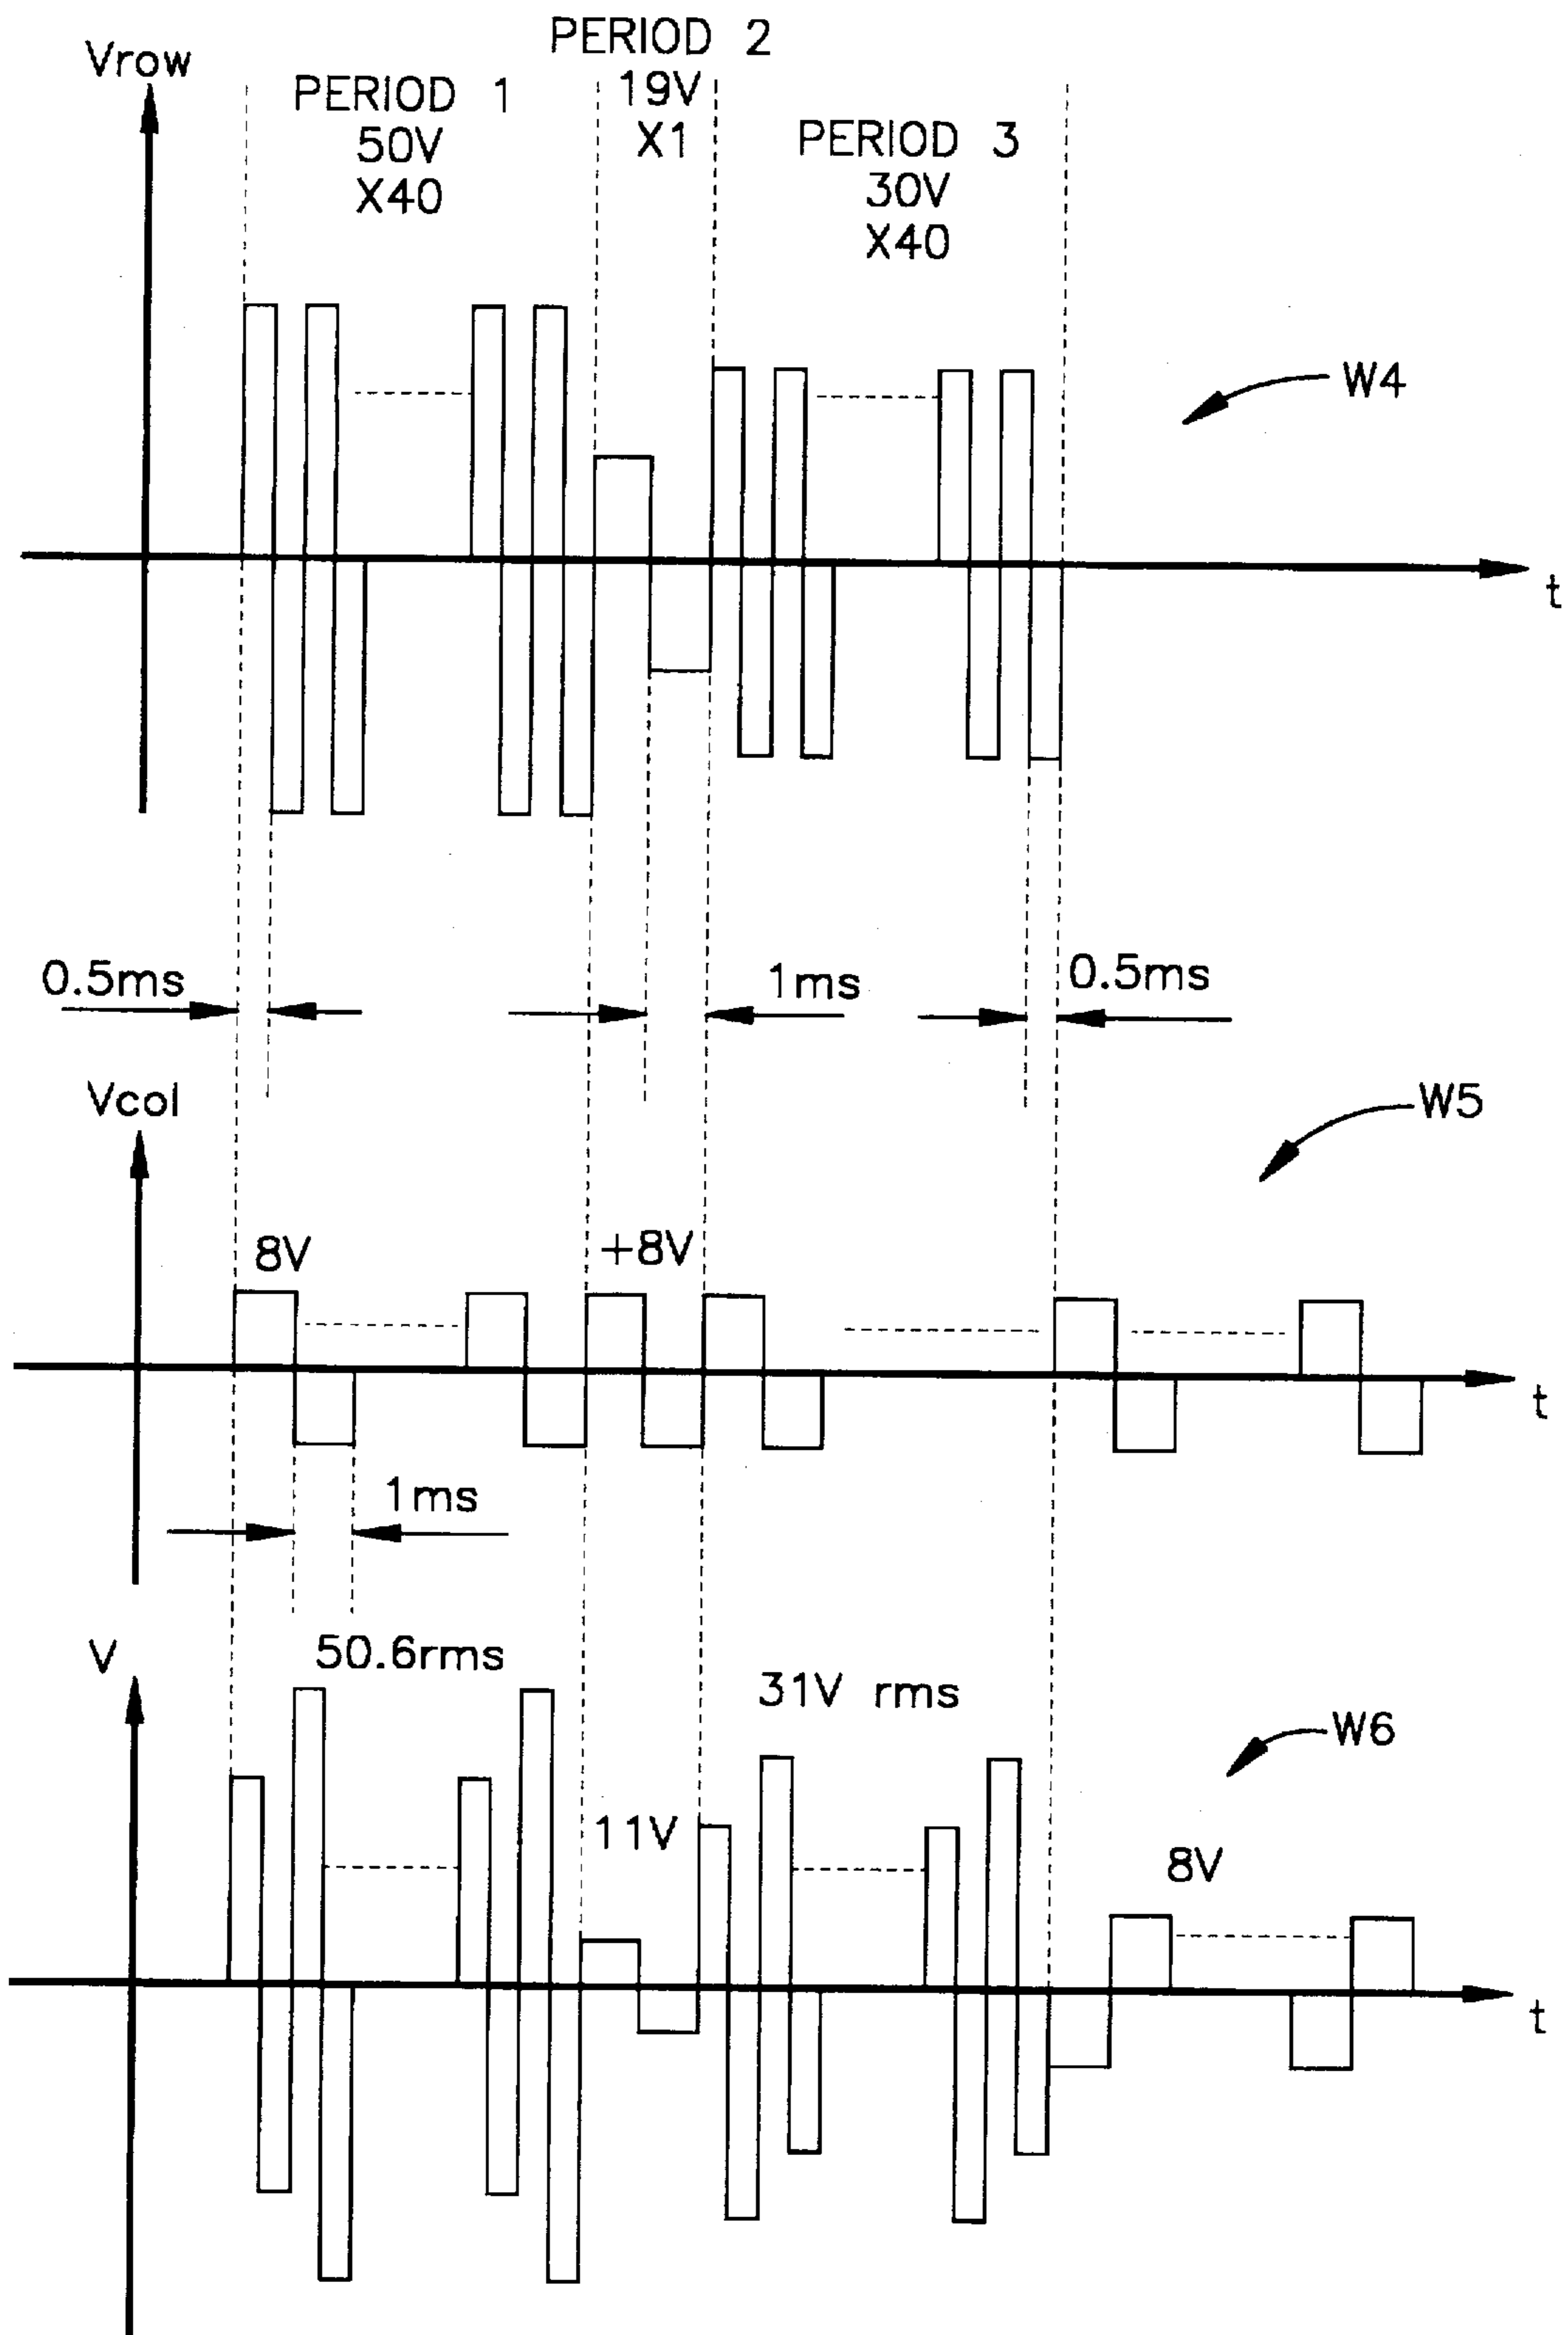 PERIOD 2
Vrow
PERIOD 1
19V
50V
X1
PERIOD 3
X40
30V
X40
W4
t
0.5ms
1ms
0.5ms
Vcol
W5
8V
+8V
t
1ms
V
50.6rms
31V rms
W6
11V
8V
t